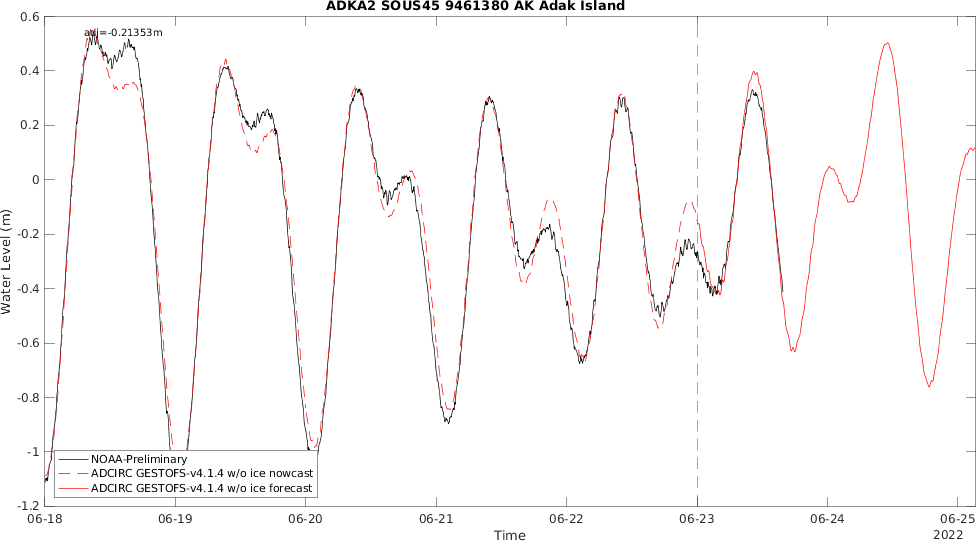 ADKA2 SOUS45 9461380 AK Adak Island
adj=-0.21353m
0.6
0.4
0.2
0
-0.2
-0.4
-0.6
-0.8
-1
-1.2
Water Level (m)
NOAA-Preliminary
ADCIRC GESTOFS-v4.1.4 w/o ice nowcast
ADCIRC GESTOFS-v4.1.4 w/o ice forecast
06-18 06-19 06-20 06-21 06-22 06-23 06-24 06-25
Time
2022